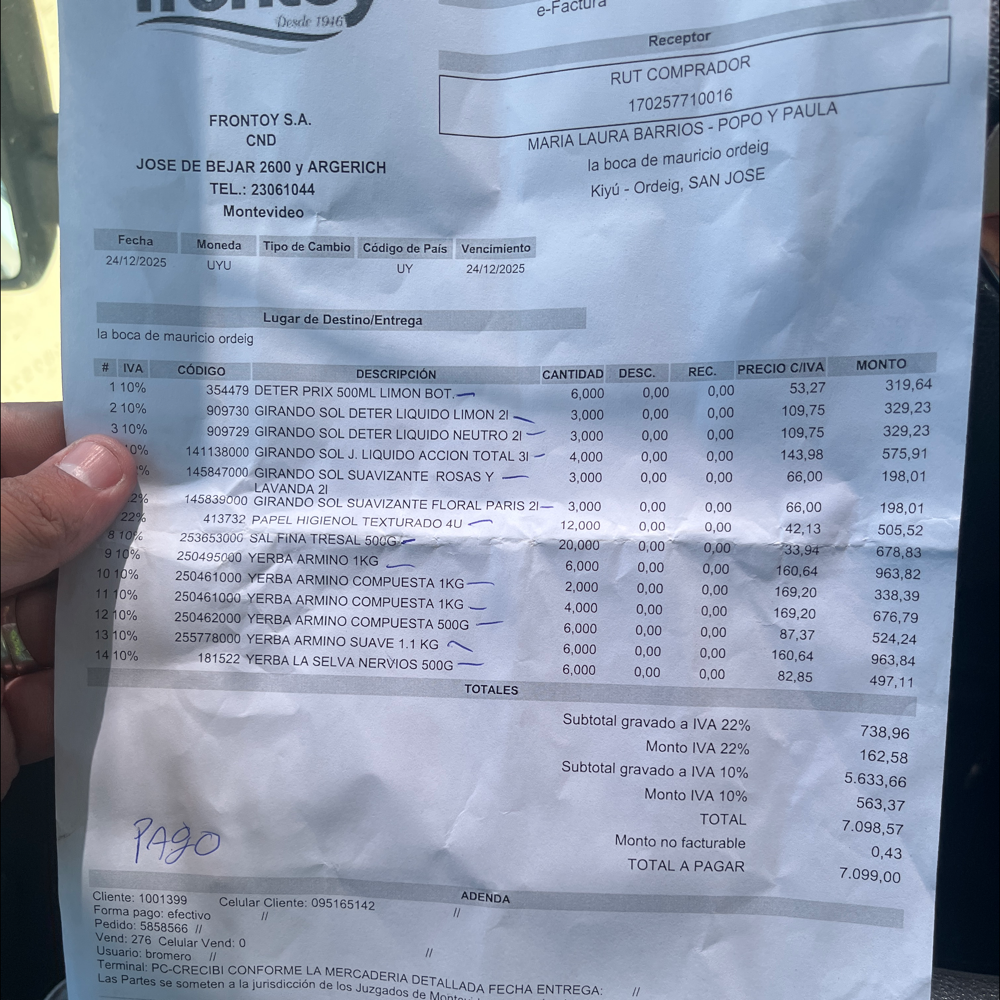 frontoy
Desde 1946
e-Factura
Receptor
RUT COMPRADOR
170257710016
MARIA LAURA BARRIOS - POPO Y PAULA
la boca de mauricio ordeig
Kiyú - Ordeig, SAN JOSE
FRONTOY S.A.
CND
JOSE DE BEJAR 2600 y ARGERICH
TEL.: 23061044
Montevideo
Fecha Moneda Tipo de Cambio Código de País Vencimiento
24/12/2025 UYU UY 24/12/2025
Lugar de Destino/Entrega
la boca de mauricio ordeig
# IVA CÓDIGO DESCRIPCIÓN CANTIDAD DESC. REC. PRECIO C/IVA MONTO
1 10% 354479 DETER PRIX 500ML LIMON BOT. 6,000 0,00 0,00 53,27 319,64
2 10% 909730 GIRANDO SOL DETER LIQUIDO LIMON 2l 3,000 0,00 0,00 109,75 329,23
3 10% 909729 GIRANDO SOL DETER LIQUIDO NEUTRO 2l 3,000 0,00 0,00 109,75 329,23
0% 141138000 GIRANDO SOL J. LIQUIDO ACCION TOTAL 3l 4,000 0,00 0,00 143,98 575,91
% 145847000 GIRANDO SOL SUAVIZANTE ROSAS Y 3,000 0,00 0,00 66,00 198,01
LAVANDA 2l
2% 145839000 GIRANDO SOL SUAVIZANTE FLORAL PARIS 2l 3,000 0,00 0,00 66,00 198,01
22% 413732 PAPEL HIGIENOL TEXTURADO 4U 12,000 0,00 0,00 42,13 505,52
8 10% 253653000 SAL FINA TRESAL 500G 20,000 0,00 0,00 33,94 678,83
9 10% 250495000 YERBA ARMINO 1KG 6,000 0,00 0,00 160,64 963,82
10 10% 250461000 YERBA ARMINO COMPUESTA 1KG 2,000 0,00 0,00 169,20 338,39
11 10% 250461000 YERBA ARMINO COMPUESTA 1KG 4,000 0,00 0,00 169,20 676,79
12 10% 250462000 YERBA ARMINO COMPUESTA 500G 6,000 0,00 0,00 87,37 524,24
13 10% 255778000 YERBA ARMINO SUAVE 1.1 KG 6,000 0,00 0,00 160,64 963,84
14 10% 181522 YERBA LA SELVA NERVIOS 500G 6,000 0,00 0,00 82,85 497,11
TOTALES
Subtotal gravado a IVA 22% 738,96
Monto IVA 22% 162,58
Subtotal gravado a IVA 10% 5.633,66
Monto IVA 10% 563,37
TOTAL 7.098,57
Monto no facturable 0,43
TOTAL A PAGAR 7.099,00
PAGO
ADENDA
Cliente: 1001399 Celular Cliente: 095165142
Forma pago: efectivo // //
Pedido: 5858566 //
Vend: 276 Celular Vend: 0
Usuario: bromero // //
Terminal: PC-CRECIBI CONFORME LA MERCADERIA DETALLADA FECHA ENTREGA: //
Las Partes se someten a la jurisdicción de los Juzgados de